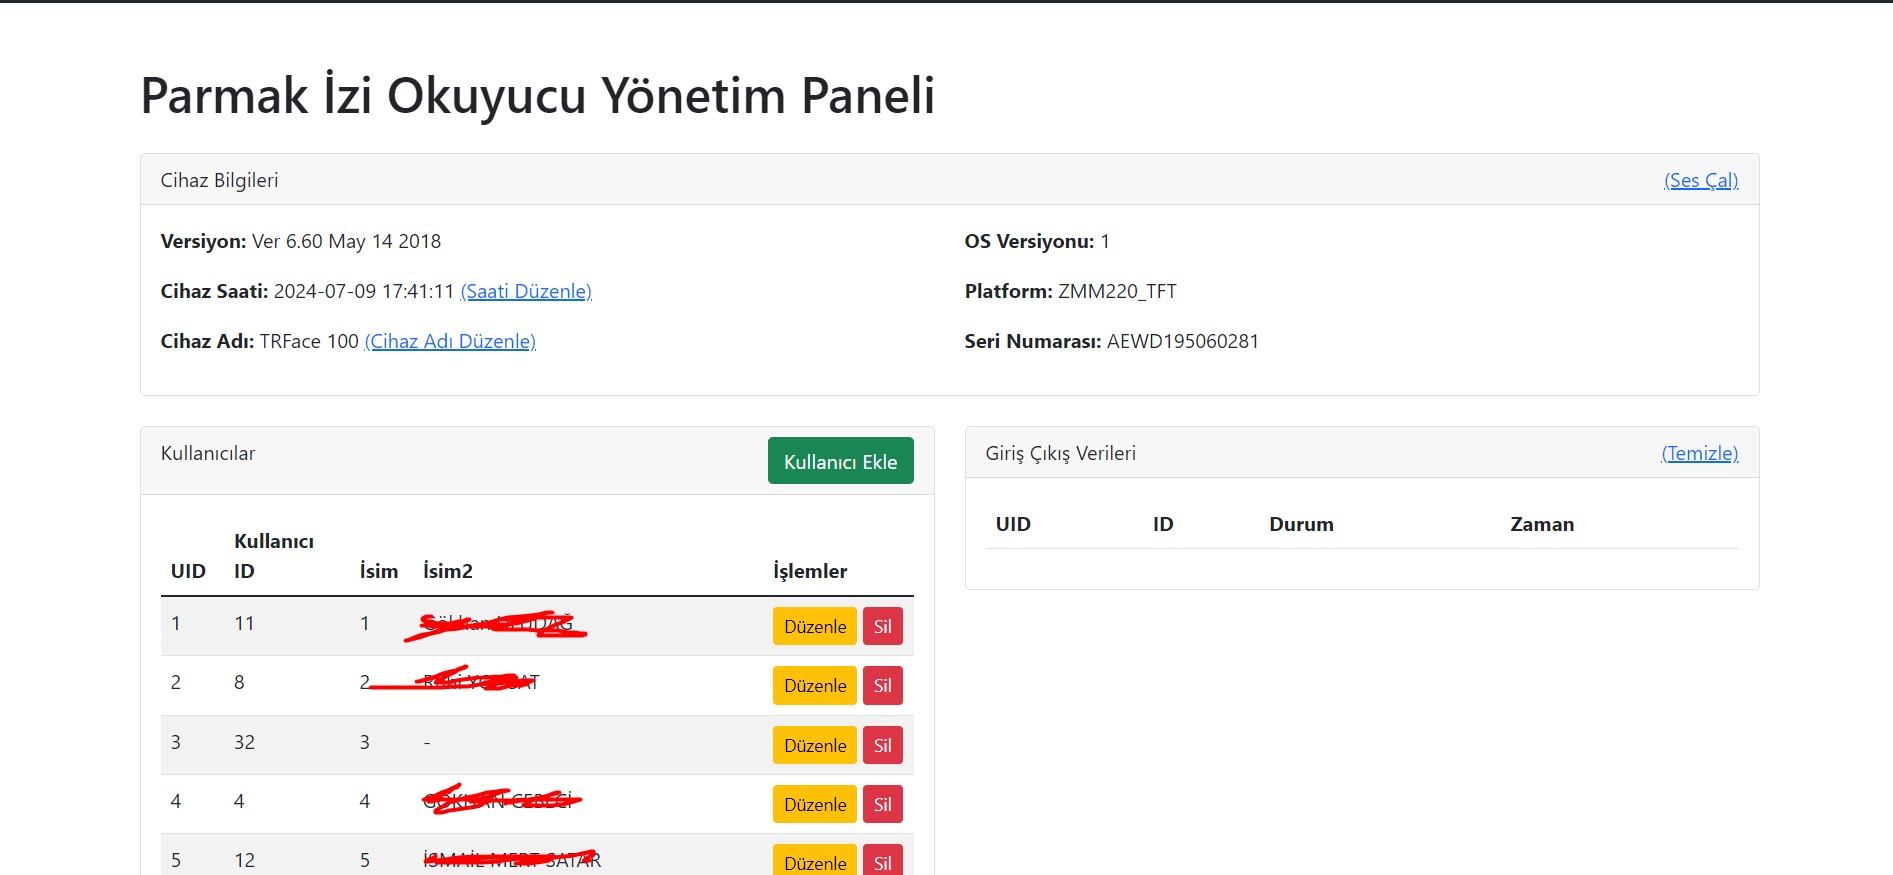 Parmak İzi Okuyucu Yönetim Paneli
Cihaz Bilgileri
(Ses Çal)
Versiyon: Ver 6.60 May 14 2018
OS Versiyonu: 1
Cihaz Saati: 2024-07-09 17:41:11 (Saati Düzenle)
Platform: ZMM220_TFT
Cihaz Adı: TRFace 100 (Cihaz Adı Düzenle)
Seri Numarası: AEWD195060281
Kullanıcılar
Kullanıcı Ekle
UID Kullanıcı ID İsim İsim2 İşlemler
1 11 1 Düzenle Sil
2 8 2 Düzenle Sil
3 32 3 - Düzenle Sil
4 4 4 Düzenle Sil
5 12 5 Düzenle Sil
Giriş Çıkış Verileri
(Temizle)
UID ID Durum Zaman